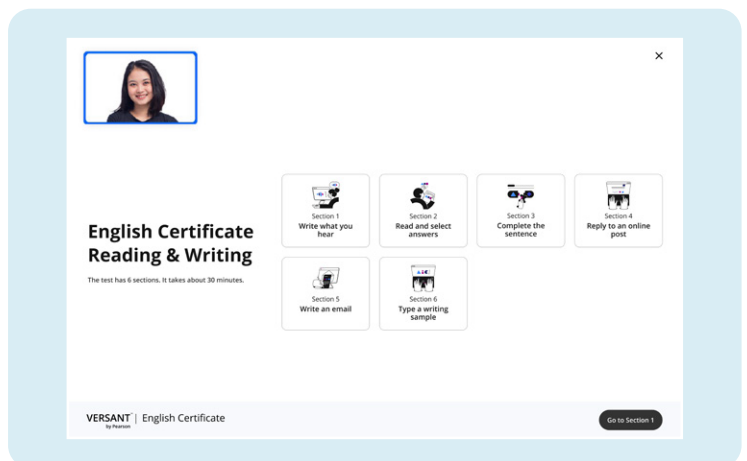 English Certificate
Reading & Writing
The test has 6 sections. It takes about 30 minutes.
Section 1
Write what you
hear
Section 2
Read and select
answers
Section 3
Complete the
sentence
Section 4
Reply to an online
post
Section 5
Write an email
Section 6
Type a writing
sample
VERSANT™ | English Certificate
by Pearson
Go to Section 1